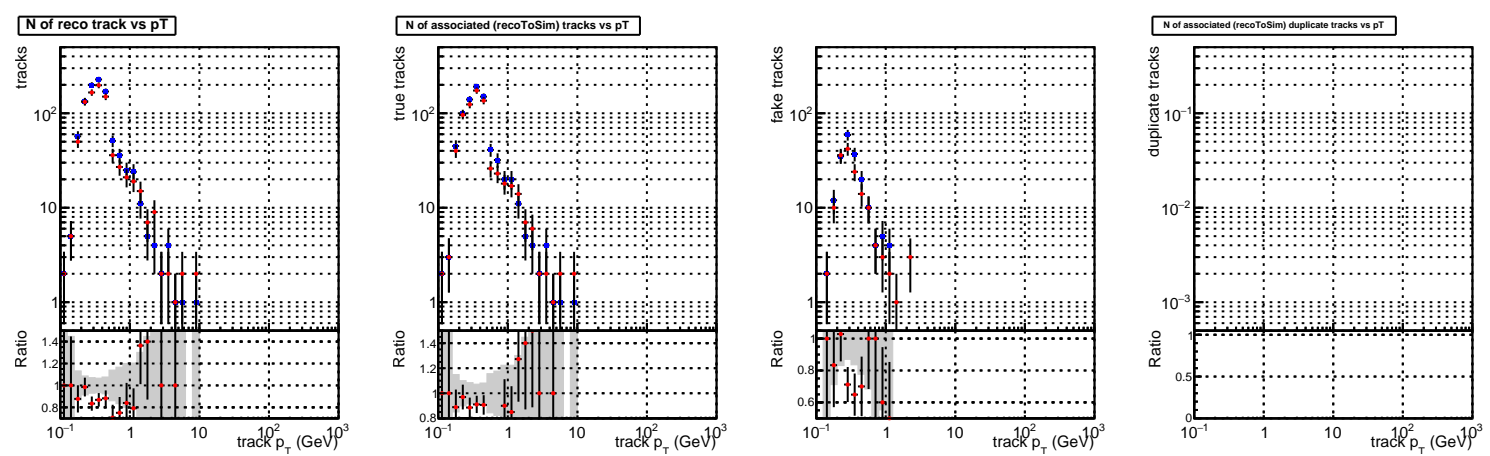 N of reco track vs pT
tracks
10²
10
1
Ratio
1.4
1.2
1
0.8
10⁻¹ 1 10 10² 10³
track p_T (GeV)
N of associated (recoToSim) tracks vs pT
true tracks
10²
10
1
Ratio
1.4
1.2
1
0.8
10⁻¹ 1 10 10² 10³
track p_T (GeV)
fake tracks
10²
10
1
Ratio
1
0.8
0.6
10⁻¹ 1 10 10² 10³
track p_T (GeV)
N of associated (recoToSim) duplicate tracks vs pT
duplicate tracks
10⁻¹
10⁻²
10⁻³
Ratio
1
0.5
0
10⁻¹ 1 10 10² 10³
track p_T (GeV)